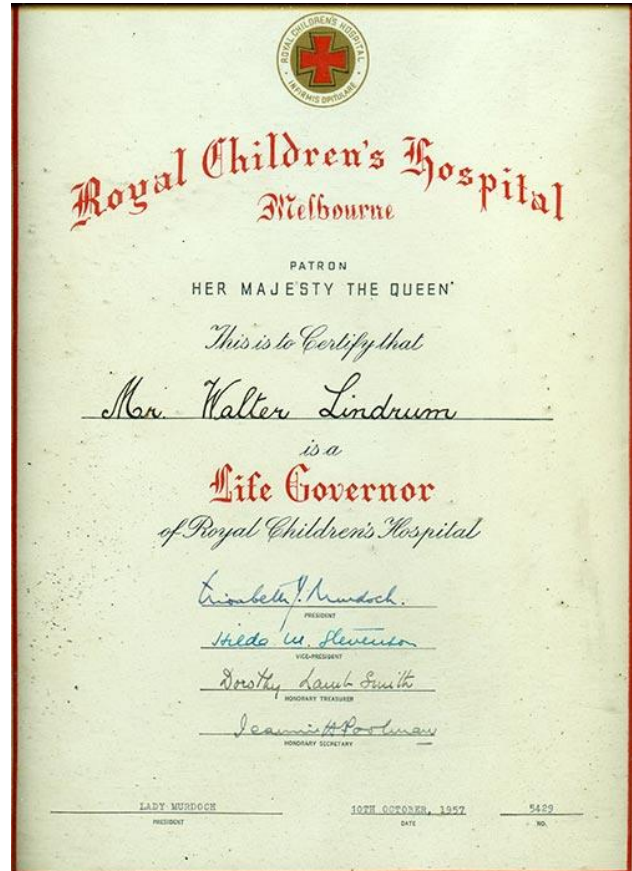 ROYAL CHILDREN'S HOSPITAL
INFIRMIS OPITULARE
Royal Children's Hospital
Melbourne
PATRON
HER MAJESTY THE QUEEN
This is to Certify that
Mr. Walter Lindrum
is a
Life Governor
of Royal Children's Hospital
Elisabeth J. Murdoch.
PRESIDENT
Hilda M. Stevenson
VICE-PRESIDENT
Dorothy Lamb Smith
HONORARY TREASURER
Jeannie
HONORARY SECRETARY
LADY MURDOCH 10TH OCTOBER, 1957 5429
PRESIDENT DATE NO.